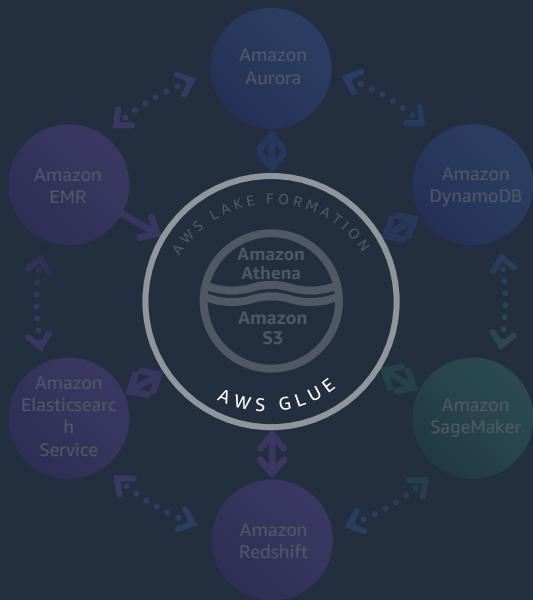 Amazon
Aurora
Amazon
EMR
Amazon
DynamoDB
AWS LAKE FORMATION
Amazon
Athena
Amazon
S3
AWS GLUE
Amazon
Elasticsearc
h
Service
Amazon
SageMaker
Amazon
Redshift